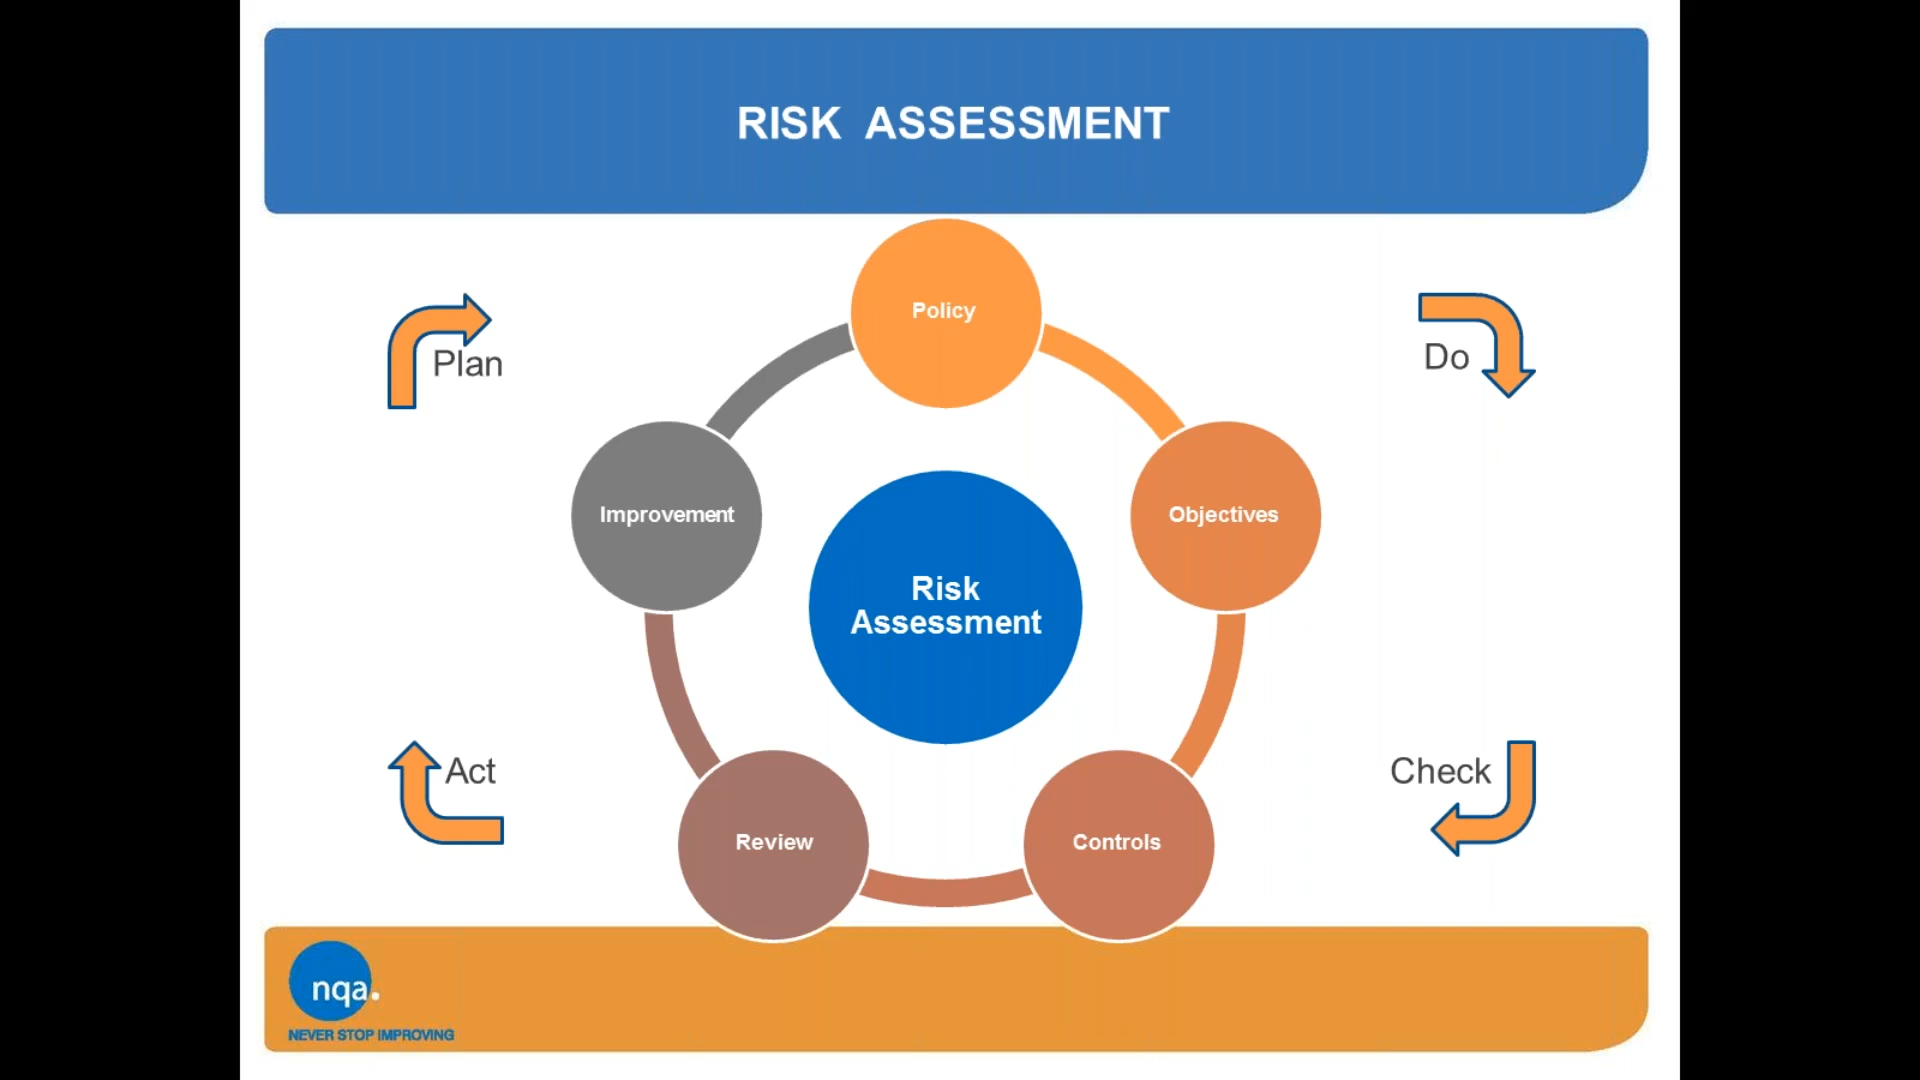 RISK ASSESSMENT
Policy
Plan
Do
Improvement
Objectives
Risk
Assessment
Act
Check
Review
Controls
nqa.
NEVER STOP IMPROVING